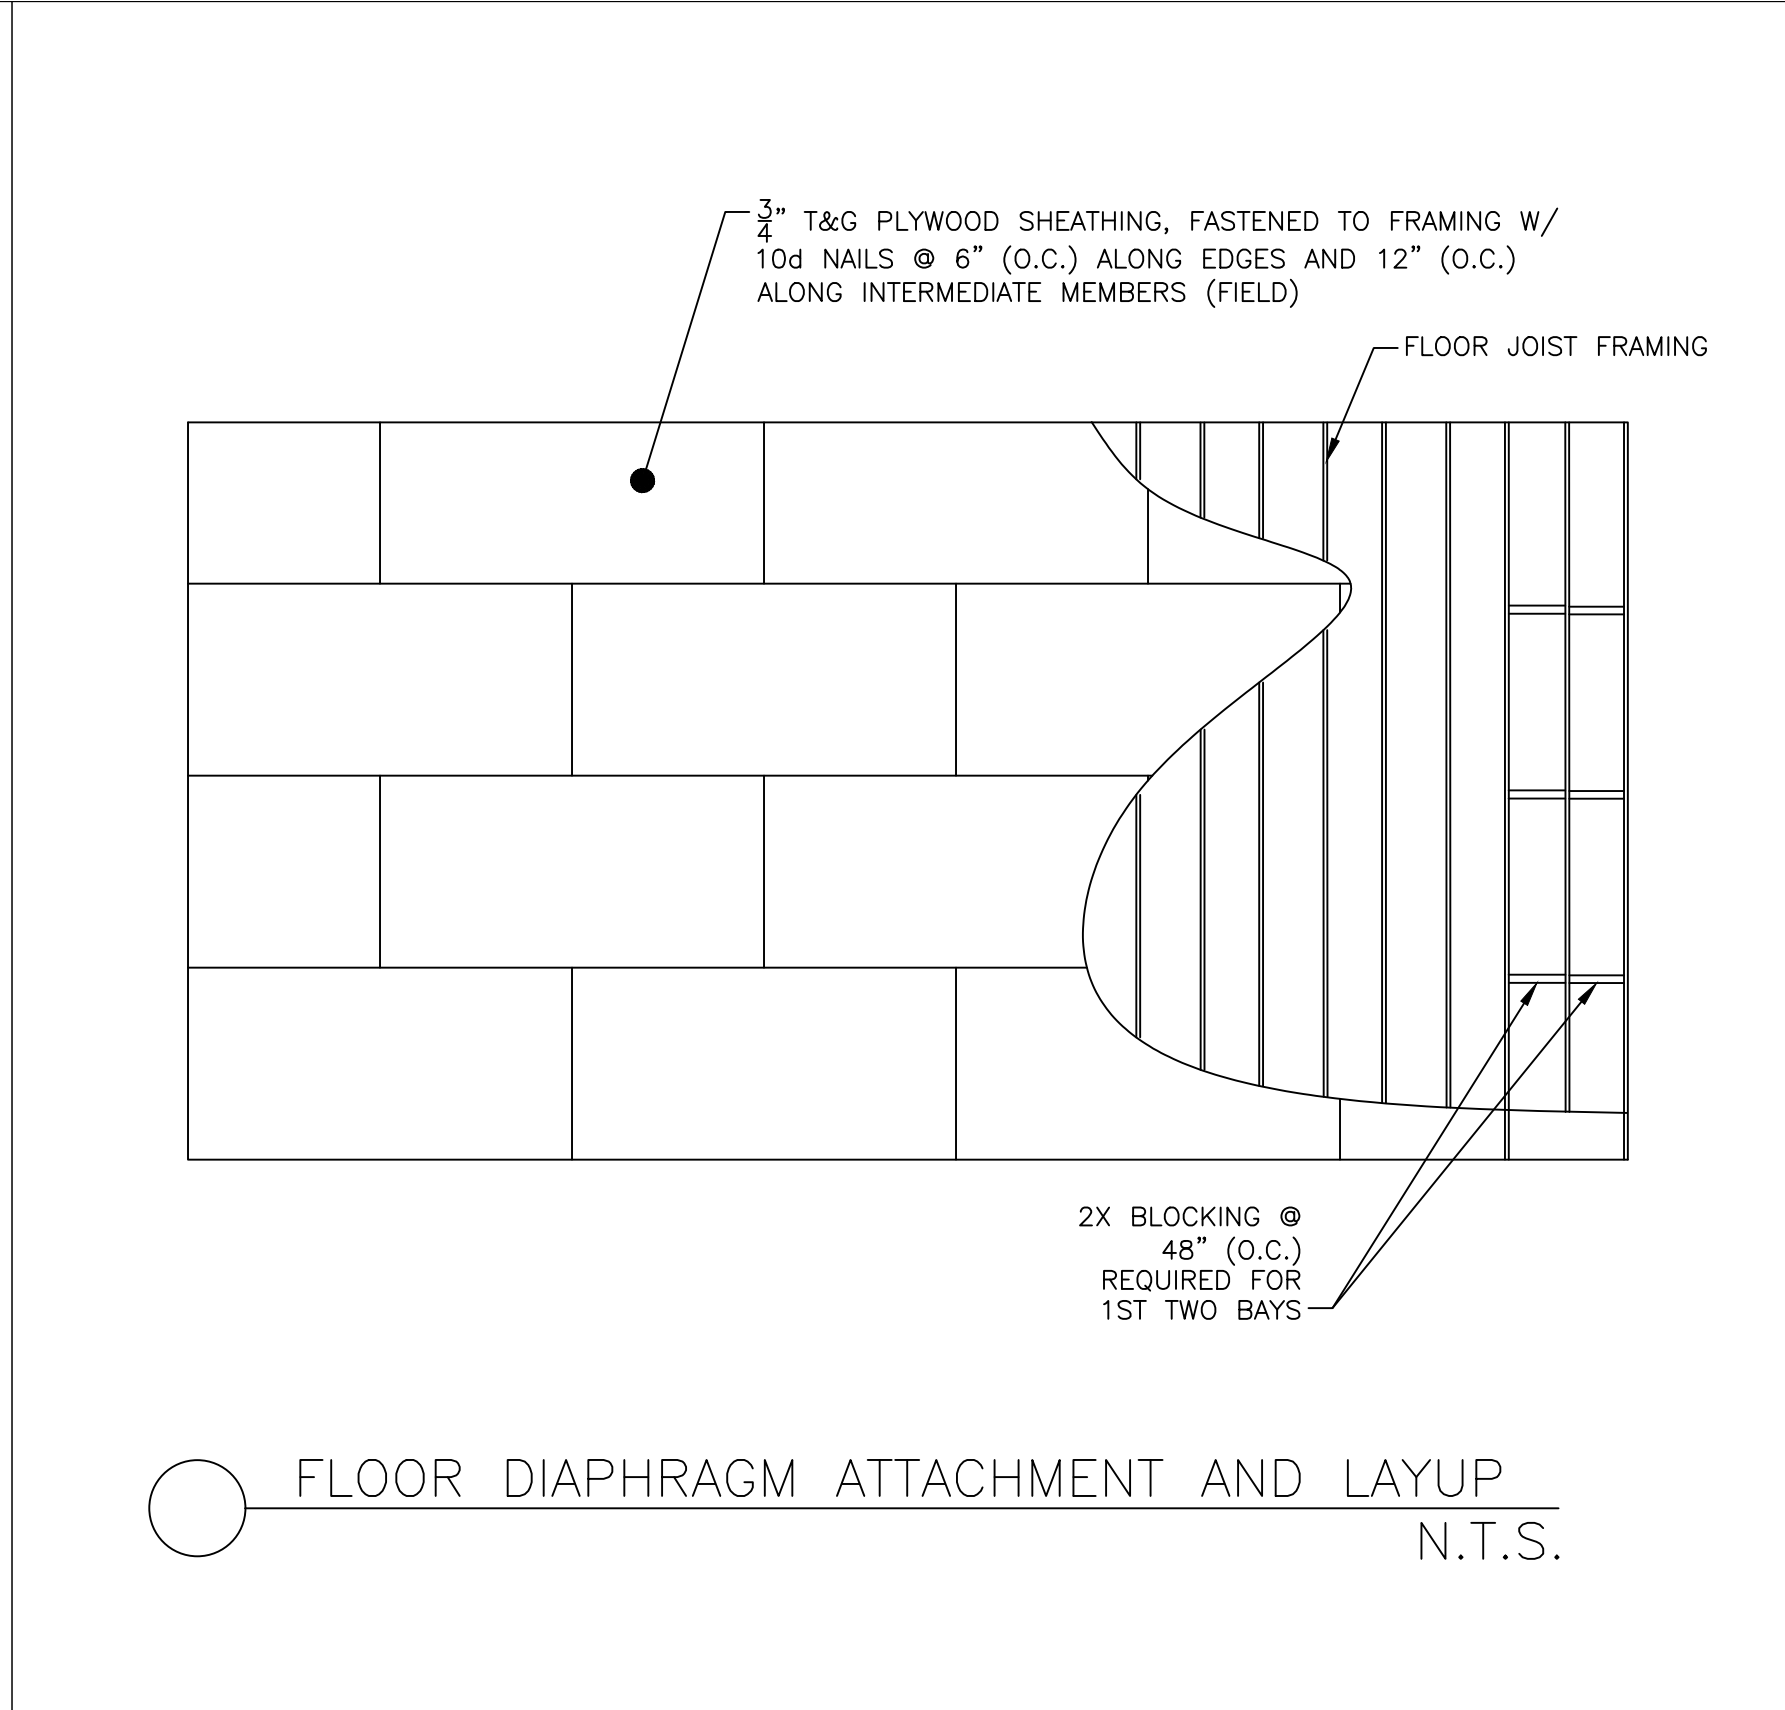 3/4” T&G PLYWOOD SHEATHING, FASTENED TO FRAMING W/
10d NAILS @ 6” (O.C.) ALONG EDGES AND 12” (O.C.)
ALONG INTERMEDIATE MEMBERS (FIELD)
FLOOR JOIST FRAMING
2X BLOCKING @
48” (O.C.)
REQUIRED FOR
1ST TWO BAYS
FLOOR DIAPHRAGM ATTACHMENT AND LAYUP
N.T.S.